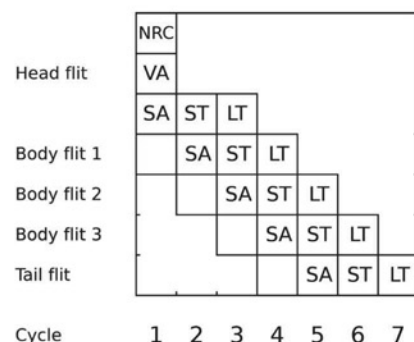 NRC
Head flit VA
SA ST LT
Body flit 1 SA ST LT
Body flit 2 SA ST LT
Body flit 3 SA ST LT
Tail flit SA ST LT
Cycle 1 2 3 4 5 6 7